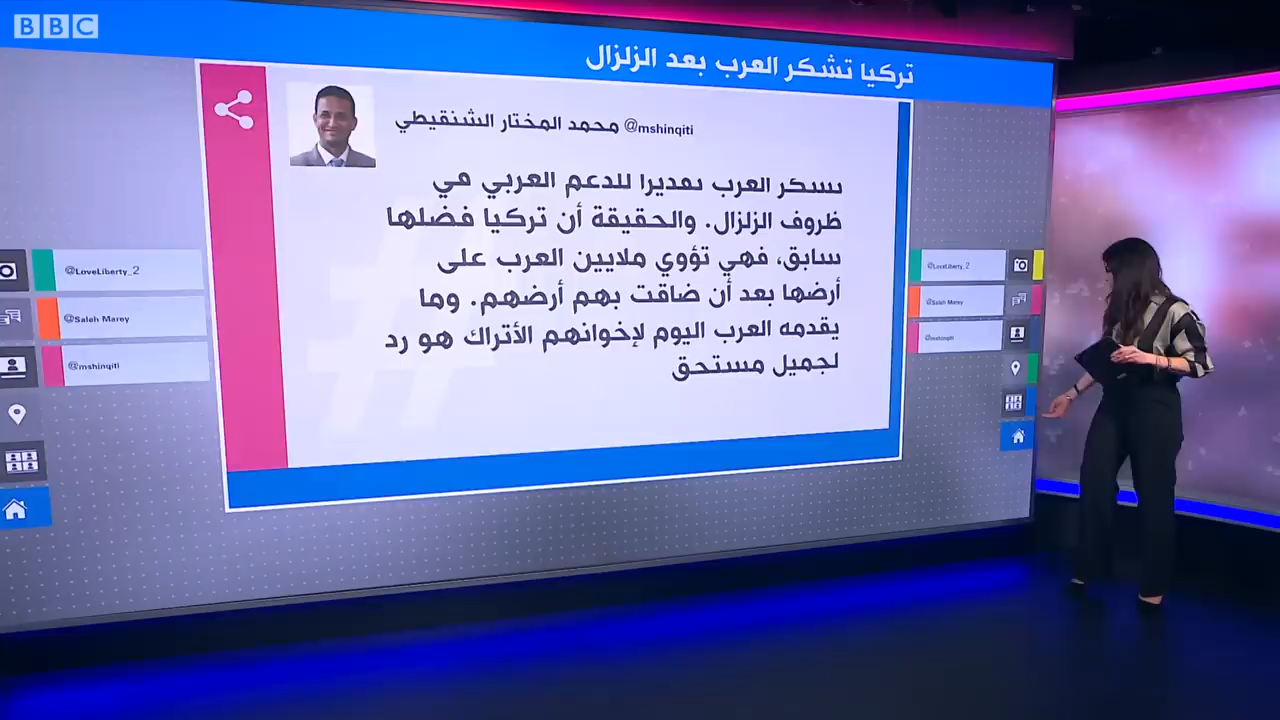 BBC
تركيا تشكر العرب بعد الزلزال
محمد المختار الشنقيطي @mshinqiti
تشكر العرب تقديرا للدعم العربي في
ظروف الزلزال. والحقيقة أن تركيا فضلها
سابق، فهي تؤوي ملايين العرب على
أرضها بعد أن ضاقت بهم أرضهم. وما
يقدمه العرب اليوم لإخوانهم الأتراك هو رد
لجميل مستحق
@LoveLiberty_2
@Saleh Marey
@mshinqiti
@LoveLiberty_2
@Saleh Marey
@mshinqiti